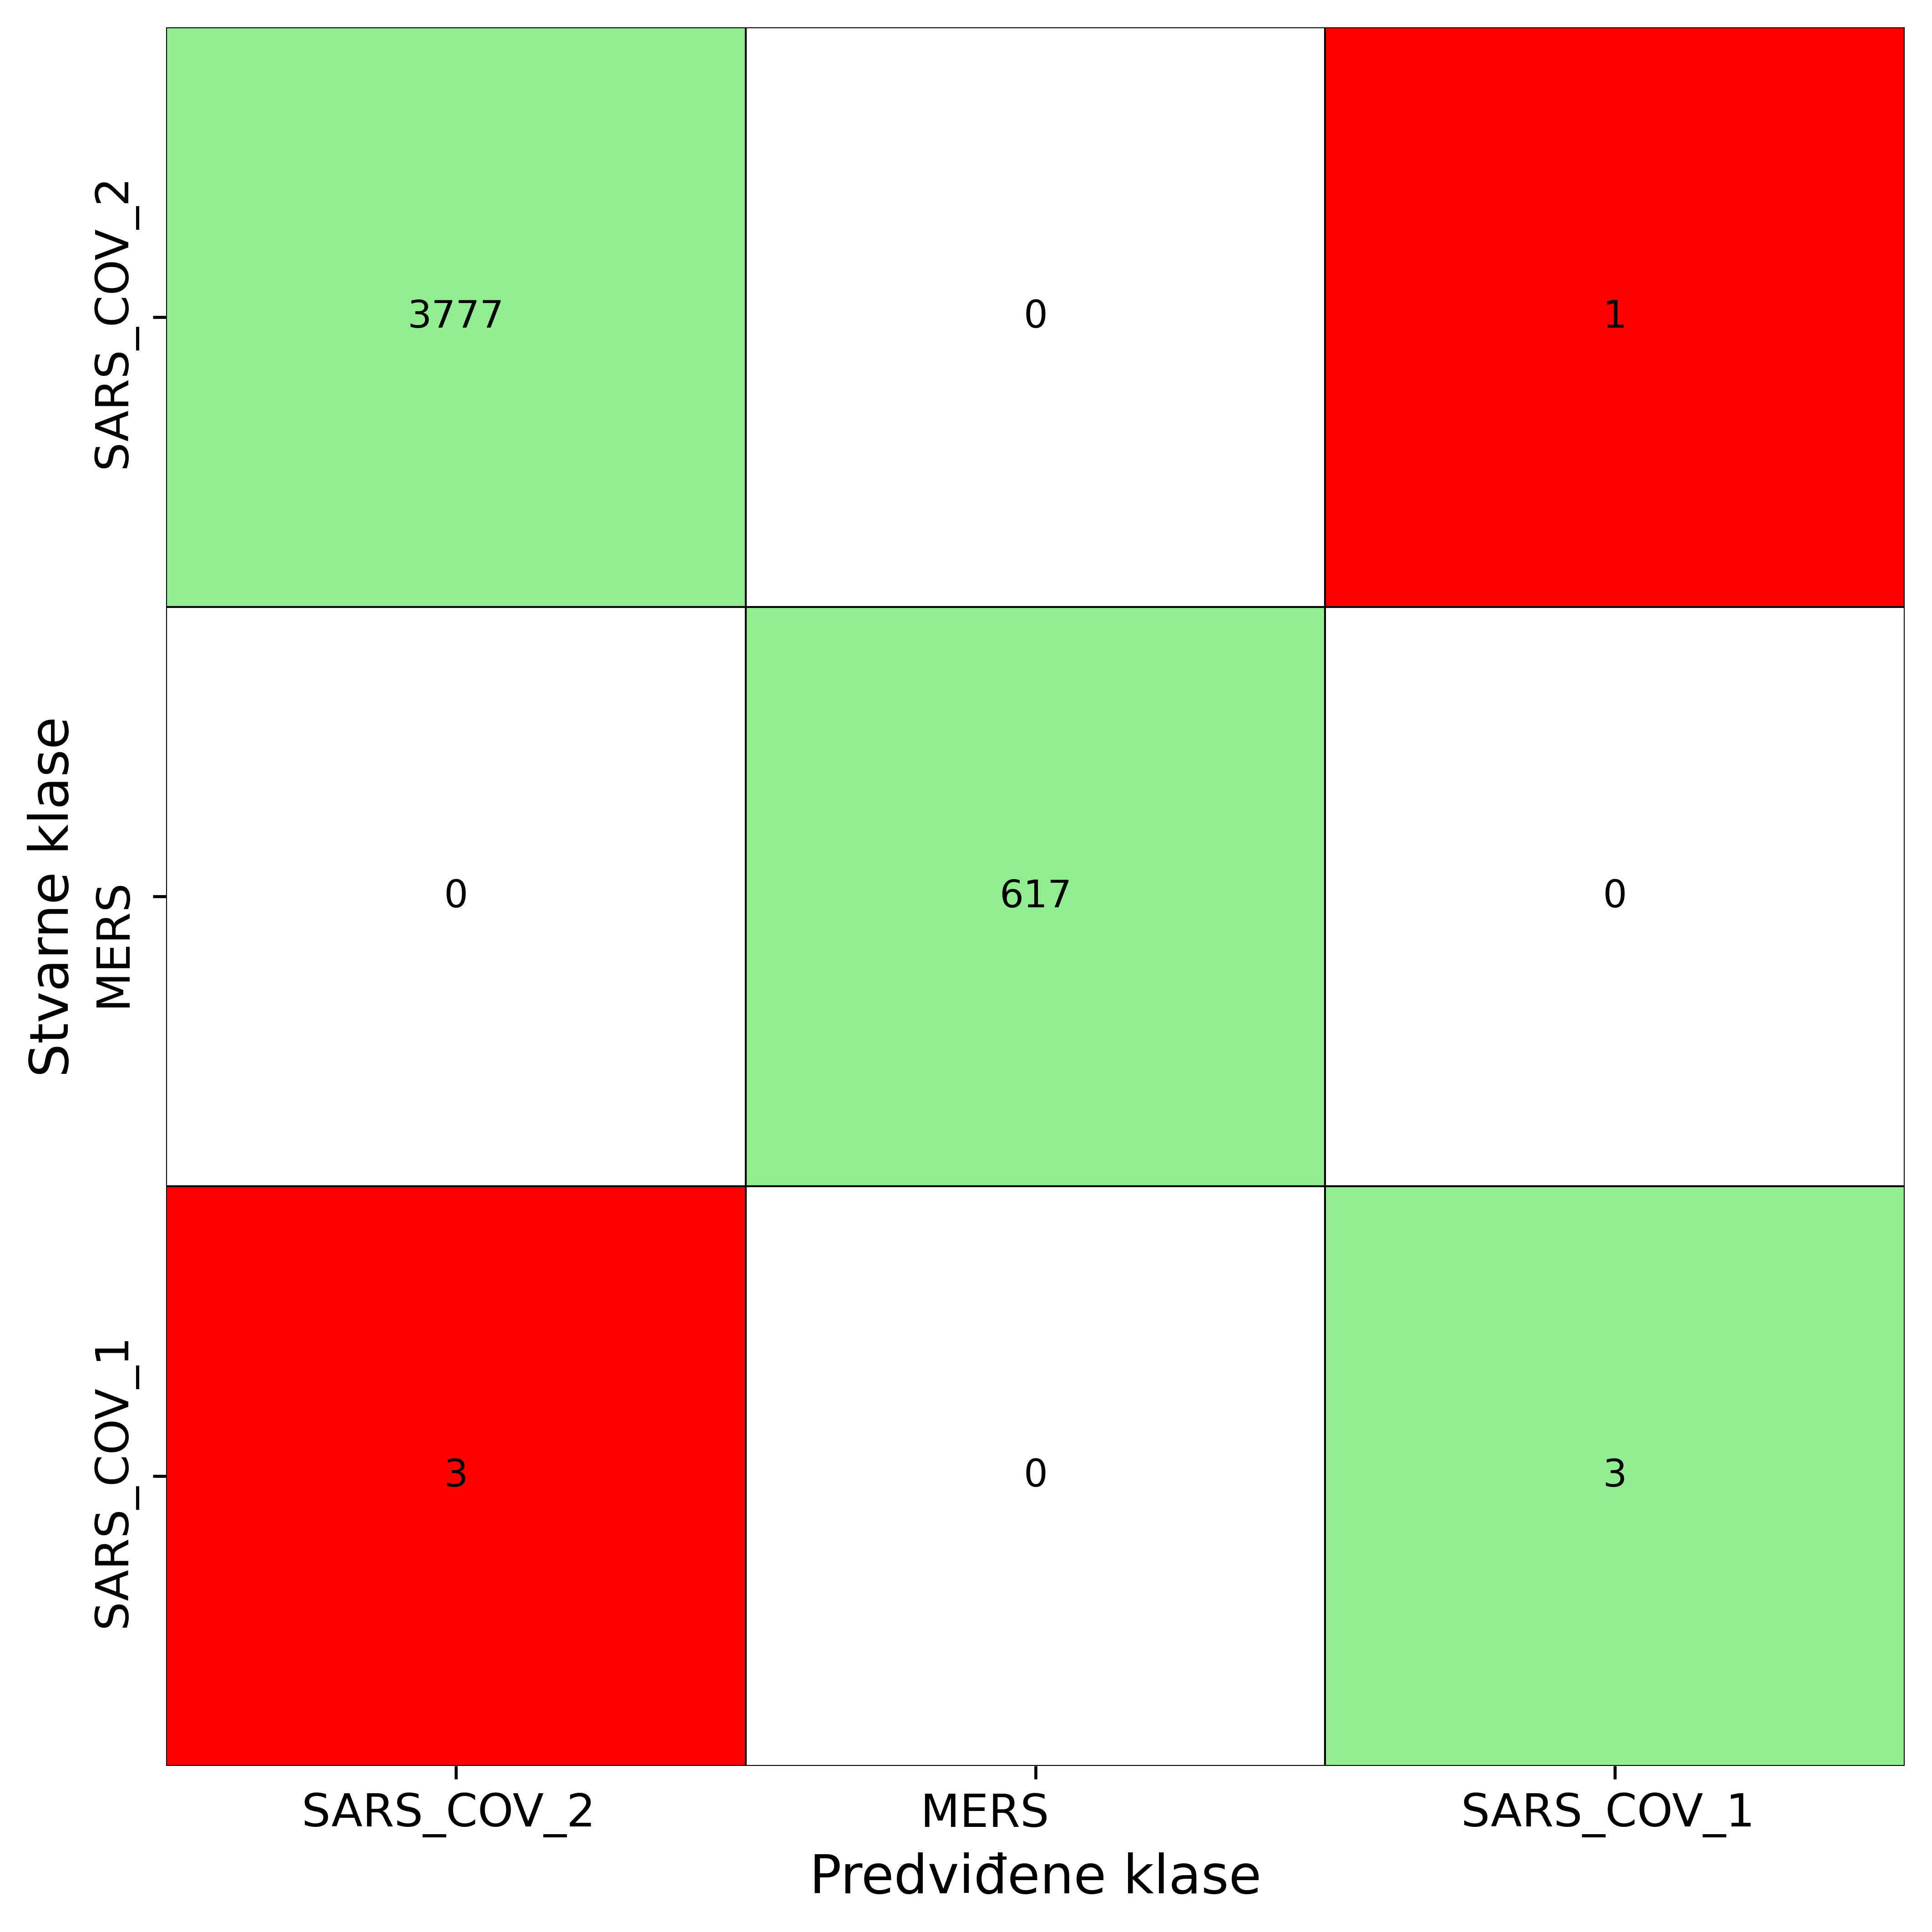 Stvarne klase
SARS_COV_2
3777 0 1
MERS
0 617 0
SARS_COV_1
3 0 3
SARS_COV_2 MERS SARS_COV_1
Predviđene klase